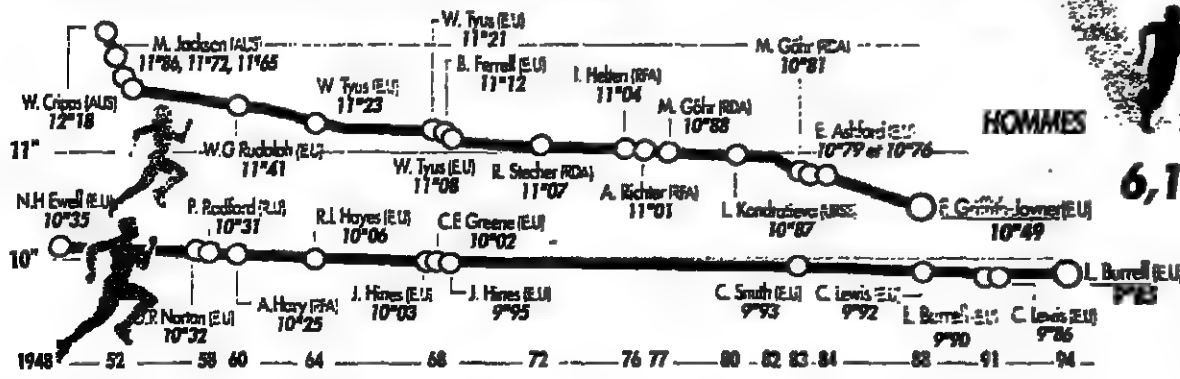 W. Tyus (EU)
11"21
M. Jackson (AUS)
11"86, 11"72, 11"65
M. Göhr (RDA)
10"81
W. Tyus (EU)
11"23
B. Ferrell (EU)
11"12
I. Helten (RFA)
11"04
M. Göhr (RDA)
10"88
W. Cripps (AUS)
12"18
HOMMES
E. Ashford (EU)
10"79 et 10"76
11"
W.G Rudolph (EU)
11"41
W. Tyus (EU)
11"08
R. Stecher (RDA)
11"07
A. Richter (RFA)
11"01
L. Kondratieva (URSS)
10"87
6,1
F. Griffith-Joyner (EU)
10"49
N.H Ewell (EU)
10"35
P. Radford
10"31
R.L Hayes (EU)
10"06
C.E Greene (EU)
10"02
10"
L. Burrell (EU)
9"85
Norton (EU)
10"32
A. Hary (RFA)
10"25
J. Hines (EU)
10"03
J. Hines (EU)
9"95
C. Smith (EU)
9"93
C. Lewis (EU)
9"92
L. Burrell (EU)
9"90
C. Lewis (EU)
9"86
1948 52 58 60 64 68 72 76 77 80 82 83 84 88 91 94